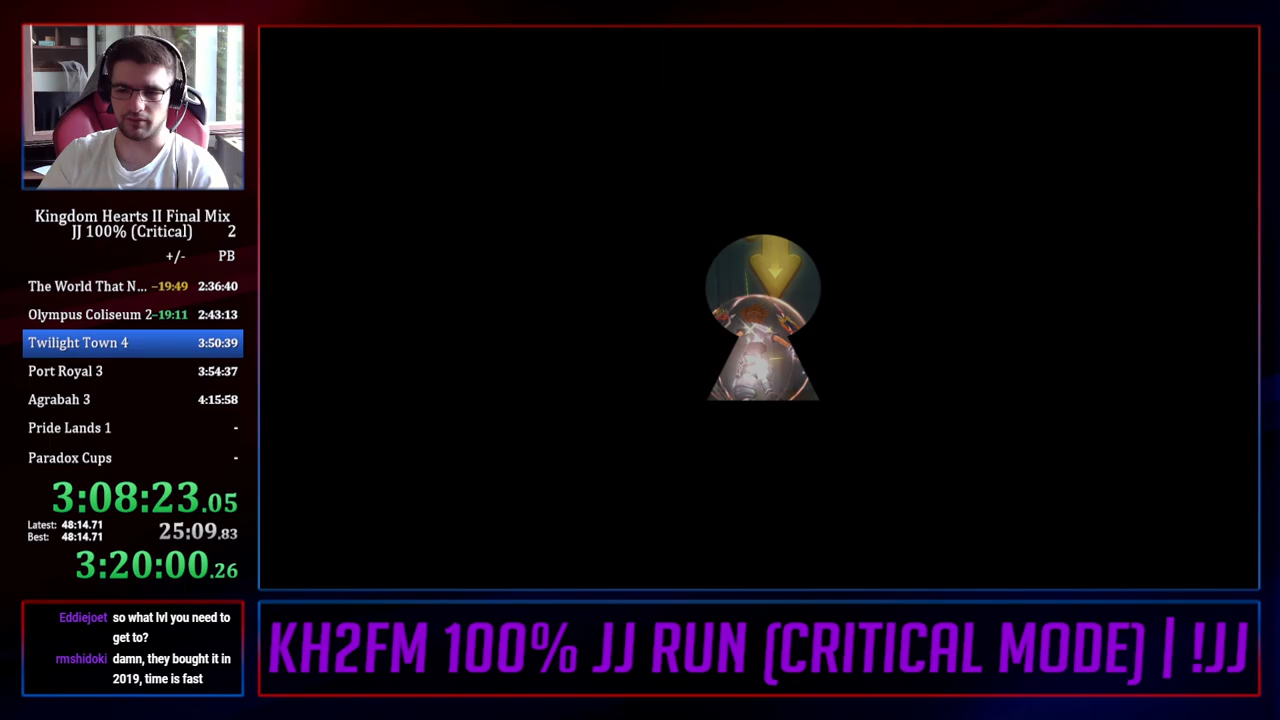 Kingdom Hearts II Final Mix
JJ 100% (Critical) 2
+/- PB
The World That N... −19:49 2:36:40
Olympus Coliseum 2 −19:11 2:43:13
Twilight Town 4 3:50:39
Port Royal 3 3:54:37
Agrabah 3 4:15:58
Pride Lands 1 -
Paradox Cups -
3:08:23.05
Latest: 48:14.71 25:09.83
Best: 48:14.71
3:20:00.26
Eddiejoet so what lvl you need to
get to?
rmshidoki damn, they bought it in
2019, time is fast
KH2FM 100% JJ RUN (CRITICAL MODE) | !JJ